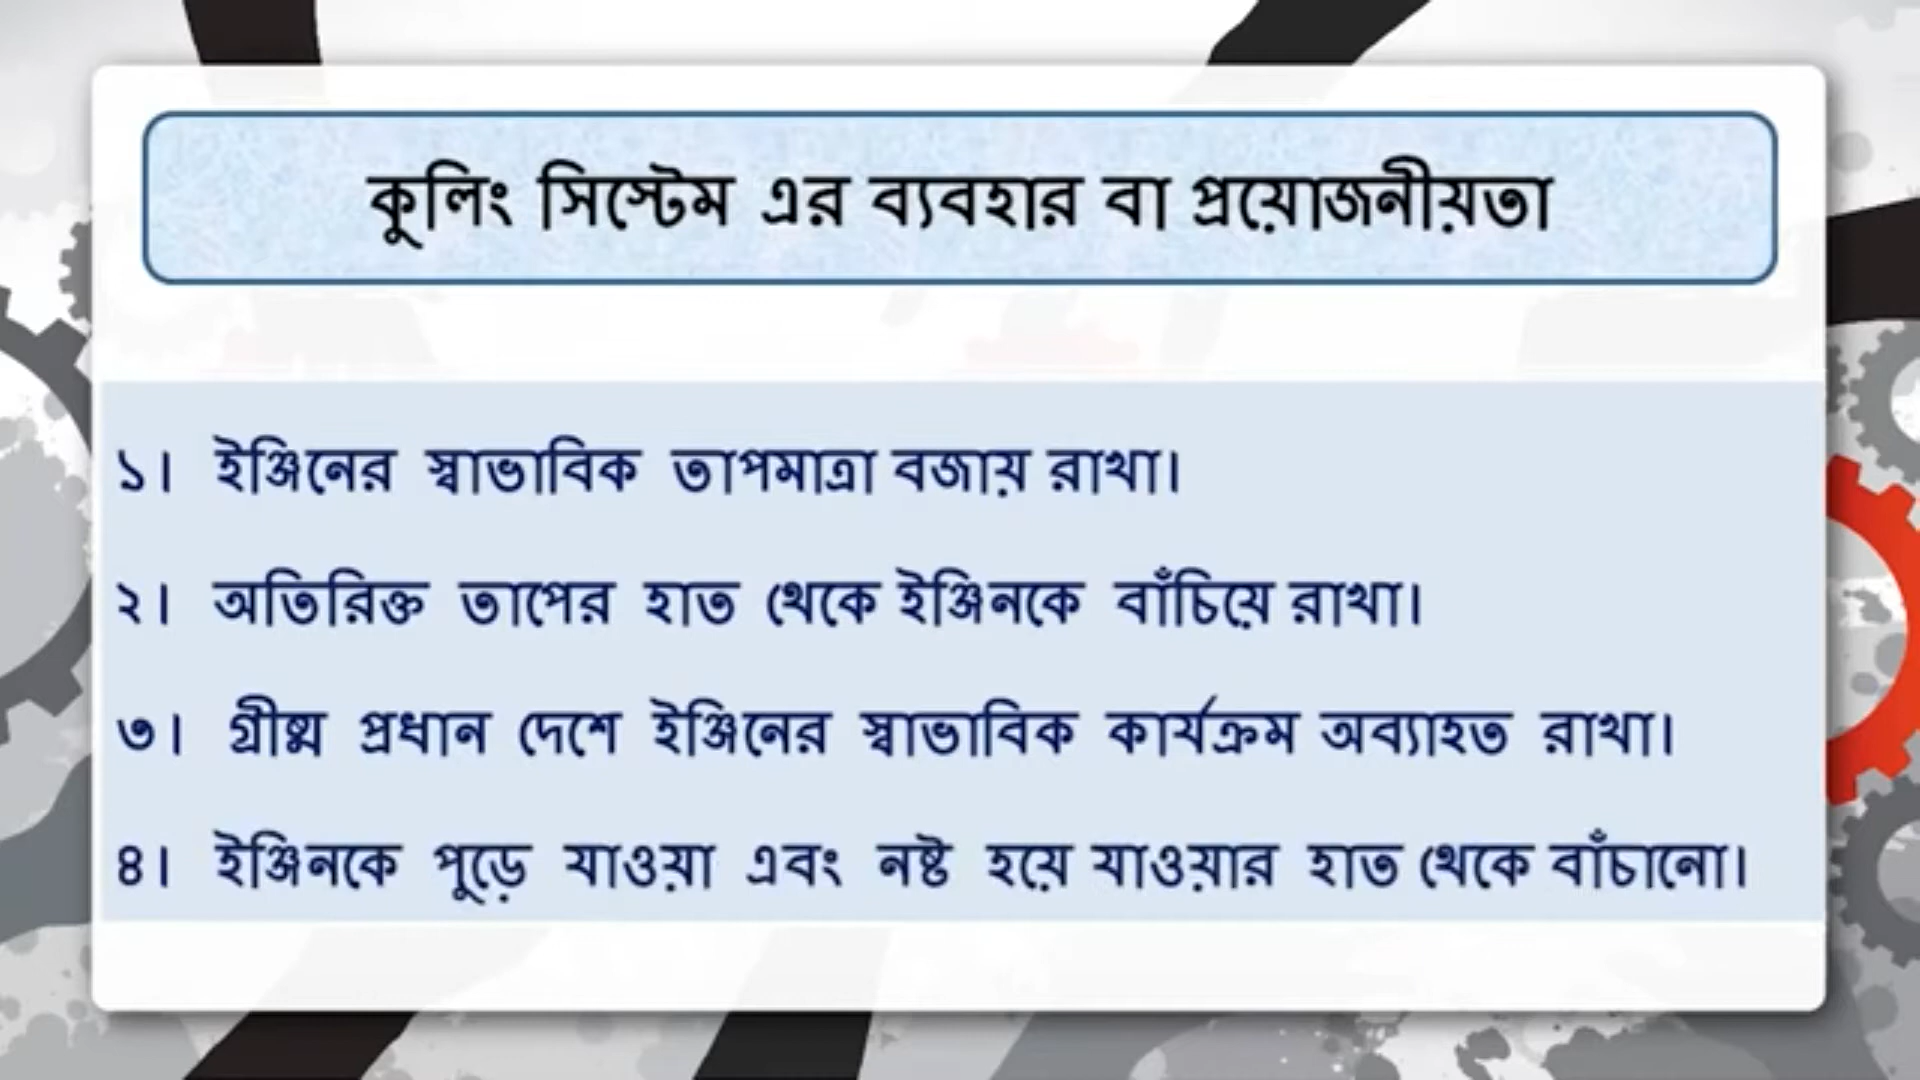 কুলিং সিস্টেম এর ব্যবহার বা প্রয়োজনীয়তা
১। ইঞ্জিনের স্বাভাবিক তাপমাত্রা বজায় রাখা।
২। অতিরিক্ত তাপের হাত থেকে ইঞ্জিনকে বাঁচিয়ে রাখা।
৩। গ্রীষ্ম প্রধান দেশে ইঞ্জিনের স্বাভাবিক কার্যক্রম অব্যাহত রাখা।
৪। ইঞ্জিনকে পুড়ে যাওয়া এবং নষ্ট হয়ে যাওয়ার হাত থেকে বাঁচানো।